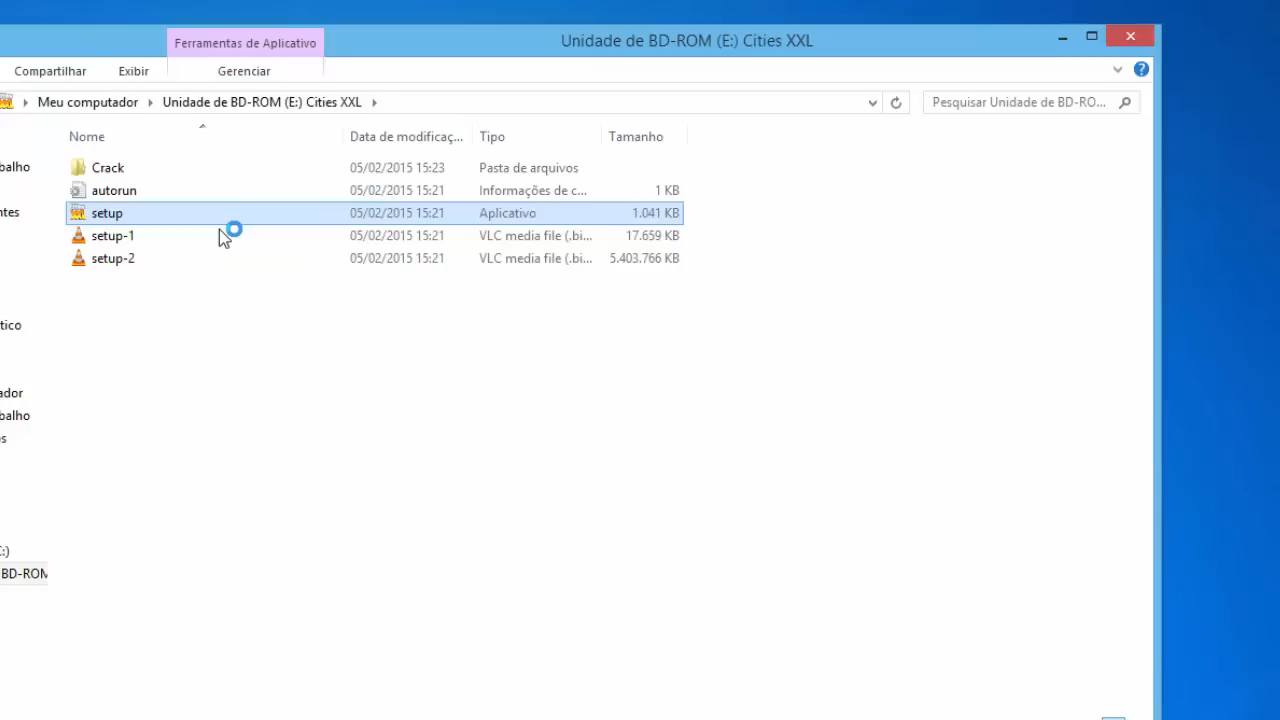 Ferramentas de Aplicativo
Unidade de BD-ROM (E:) Cities XXL
Compartilhar Exibir Gerenciar
Meu computador Unidade de BD-ROM (E:) Cities XXL
Pesquisar Unidade de BD-RO...
Nome Data de modificaç... Tipo Tamanho
balho
Crack 05/02/2015 15:23 Pasta de arquivos
autorun 05/02/2015 15:21 Informações de c... 1 KB
ntes
setup 05/02/2015 15:21 Aplicativo 1.041 KB
setup-1 05/02/2015 15:21 VLC media file (.bi... 17.659 KB
setup-2 05/02/2015 15:21 VLC media file (.bi... 5.403.766 KB
tico
ador
balho
s
C:)
BD-ROM